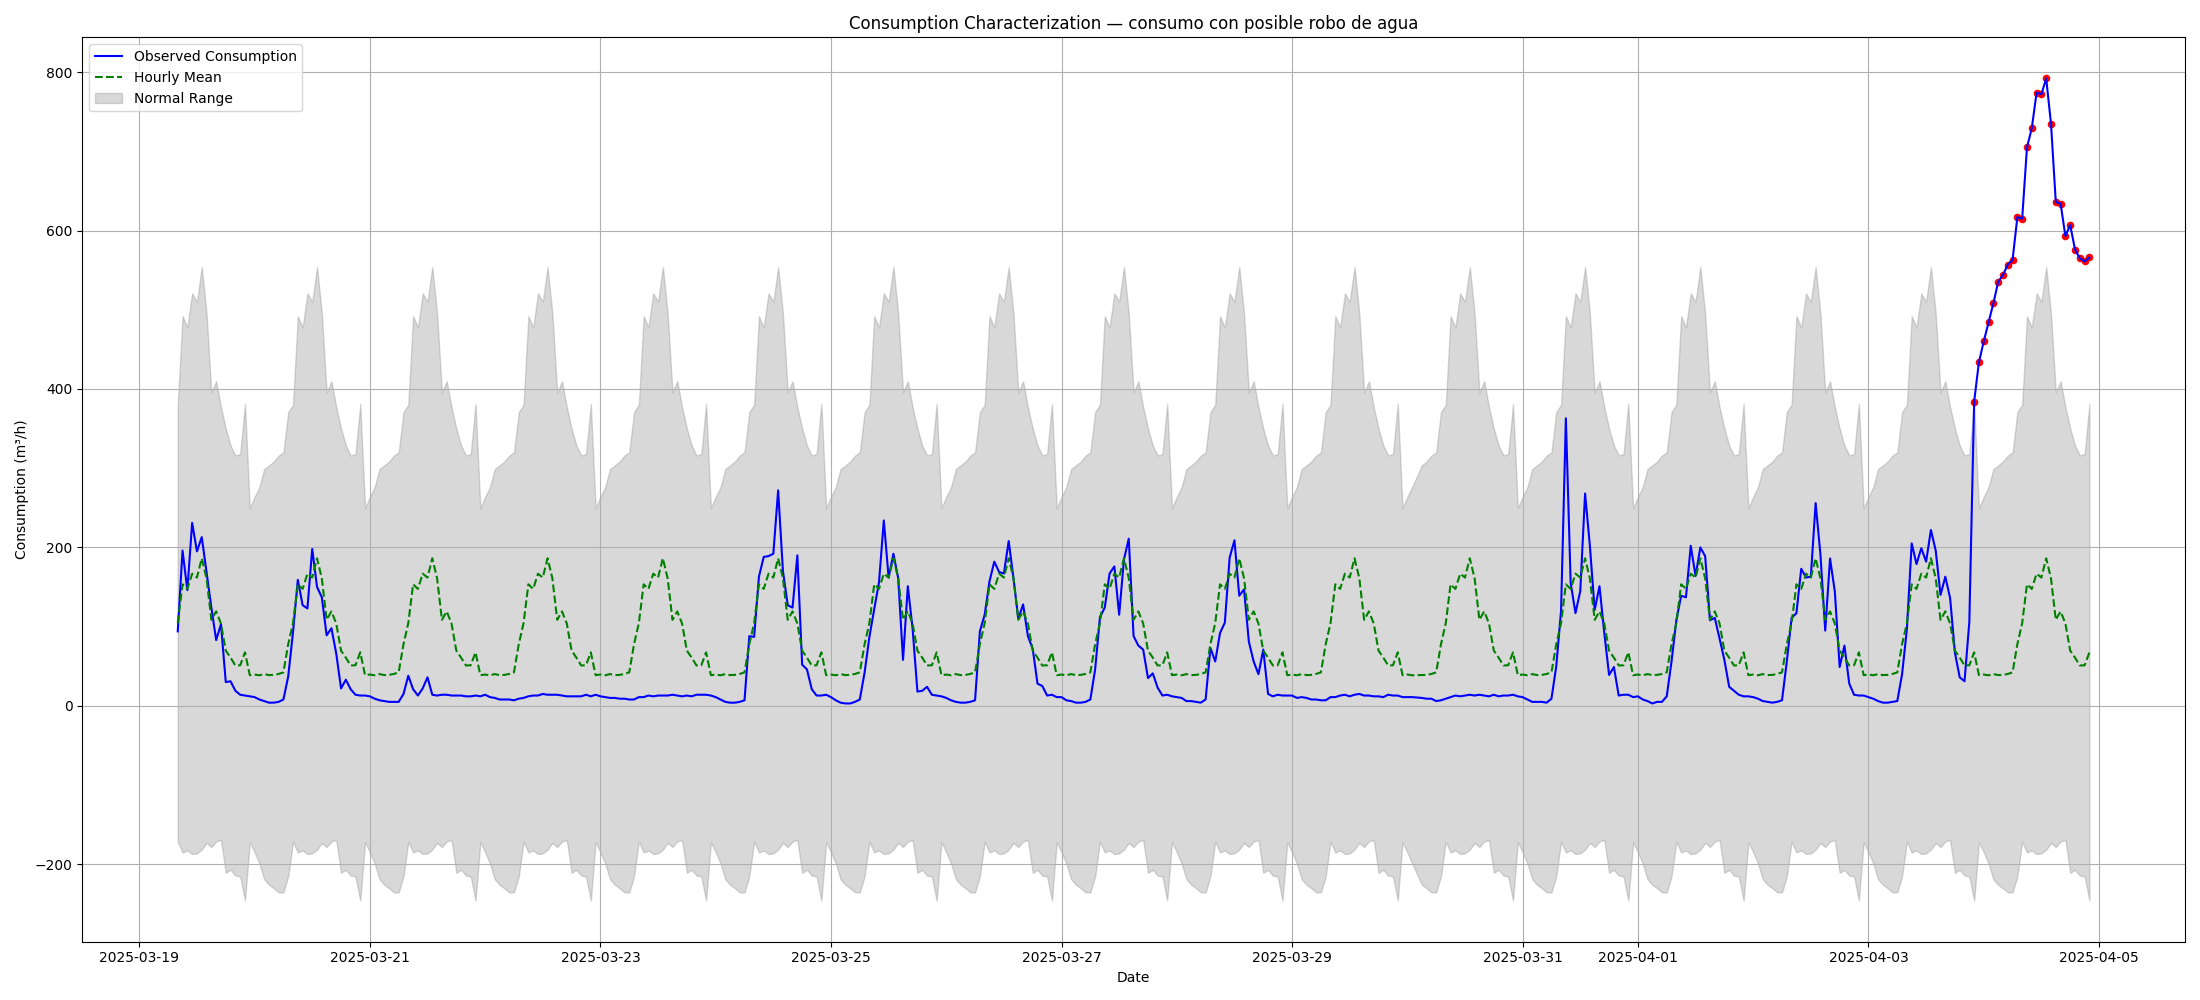 Consumption Characterization — consumo con posible robo de agua
Observed Consumption
Hourly Mean
Normal Range
Consumption (m³/h)
800
600
400
200
0
−200
2025-03-19
2025-03-21
2025-03-23
2025-03-25
2025-03-27
2025-03-29
2025-03-31
2025-04-01
2025-04-03
2025-04-05
Date